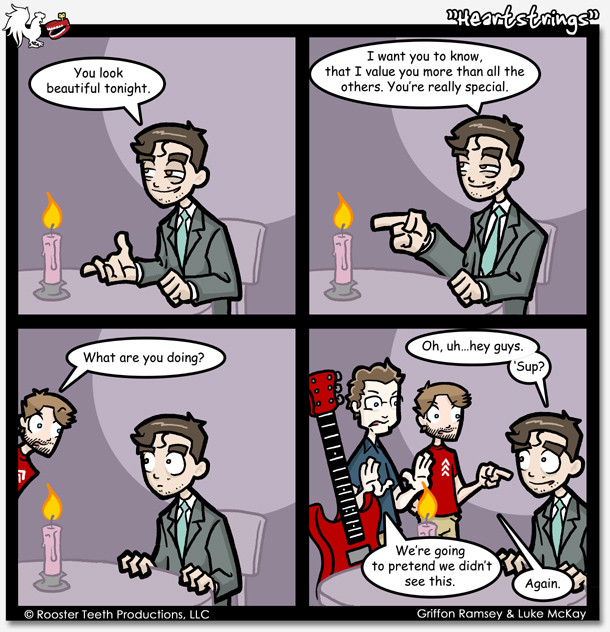 "Heartstrings"
You look
beautiful tonight.
I want you to know,
that I value you more than all the
others. You're really special.
What are you doing?
Oh, uh...hey guys.
'Sup?
We're going
to pretend we didn't
see this.
Again.
© Rooster Teeth Productions, LLC
Griffon Ramsey & Luke McKay